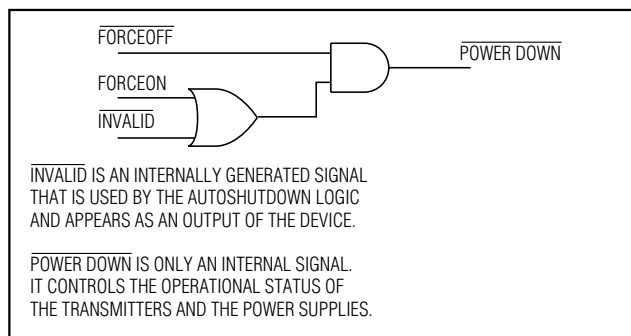 FORCEOFF
POWER DOWN
FORCEON
INVALID
INVALID IS AN INTERNALLY GENERATED SIGNAL
THAT IS USED BY THE AUTOSHUTDOWN LOGIC
AND APPEARS AS AN OUTPUT OF THE DEVICE.
POWER DOWN IS ONLY AN INTERNAL SIGNAL.
IT CONTROLS THE OPERATIONAL STATUS OF
THE TRANSMITTERS AND THE POWER SUPPLIES.